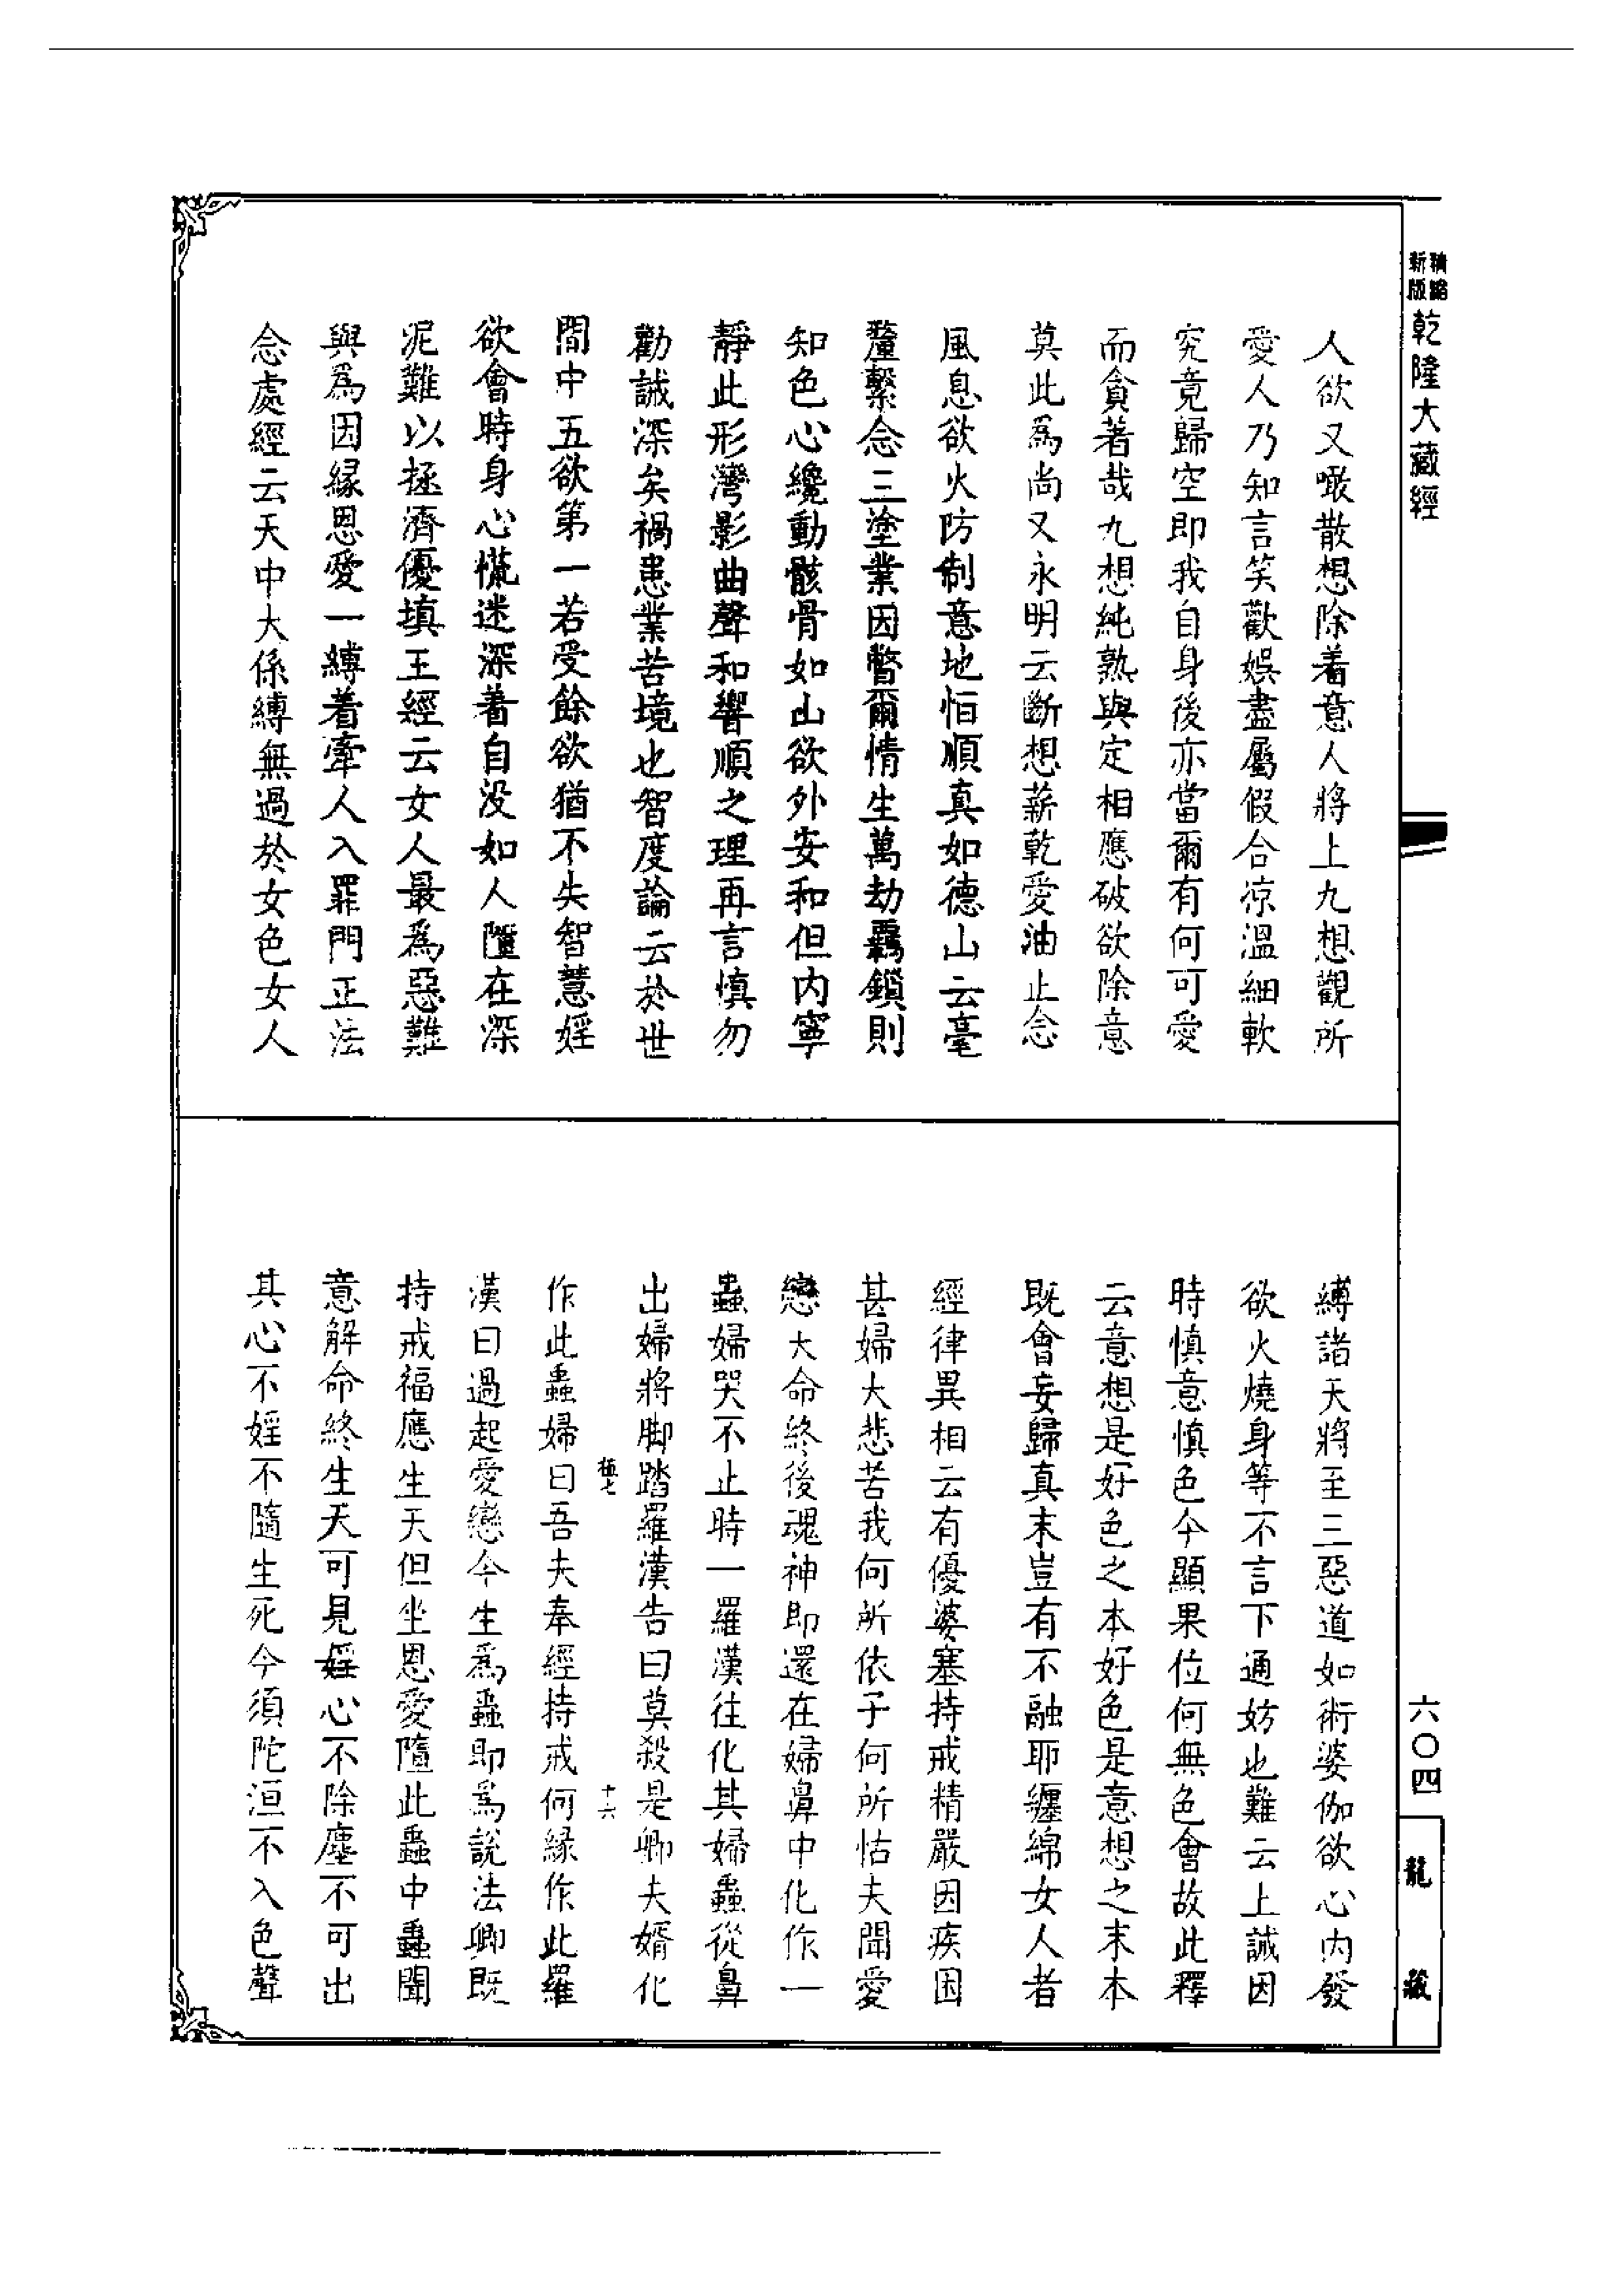 精縮
新版
乾隆大藏經
人欲又噉散想除着意人將上九想觀所
愛人乃知言笑歡娛盡屬假合涼溫細軟
究竟歸空即我自身後亦當爾有何可愛
而貪著哉九想純熟與定相應破欲除意
莫此為尚又永明云斷想薪乾愛油止念
風息欲火防制意地恒順真如德山云毫
釐繫念三塗業因瞥爾情生萬劫羈鎖則
知色心纔動骸骨如山欲外安和但內寧
靜此形灣影曲聲和響順之理再言慎勿
勸誡深矣禍患業苦境也智度論云於世
間中五欲第一若受餘欲猶不失智慧婬
欲會時身心慌迷深著自没如人墮在深
泥難以拯濟優填王經云女人最為惡難
與為因緣恩愛一縛着牽人入罪門正法
念處經云天中大係縛無過於女色女人
縛諸天將至三惡道如術婆伽欲心內發
欲火燒身等不言下通妨也難云上誡因
時慎意慎色今顯果位何無色會故此釋
云意想是好色之本好色是意想之末本
既會妄歸真末豈有不融耶纏綿女人者
經律異相云有優婆塞持戒精嚴因疾困
甚婦大悲苦我何所依子何所怙夫聞愛
戀大命終後魂神即還在婦鼻中化作一
蟲婦哭不止時一羅漢往化其婦蟲從鼻
出婦將脚踏羅漢告曰莫殺是卿夫婿化
作此蟲婦曰吾夫奉經持戒何緣作此羅
漢曰過起愛戀今生為蟲即為說法卿既
持戒福應生天但坐恩愛墮此蟲中蟲聞
意解命終生天可見婬心不除塵不可出
其心不婬不隨生死今須陀洹不入色聲
十六
六〇四
龍藏